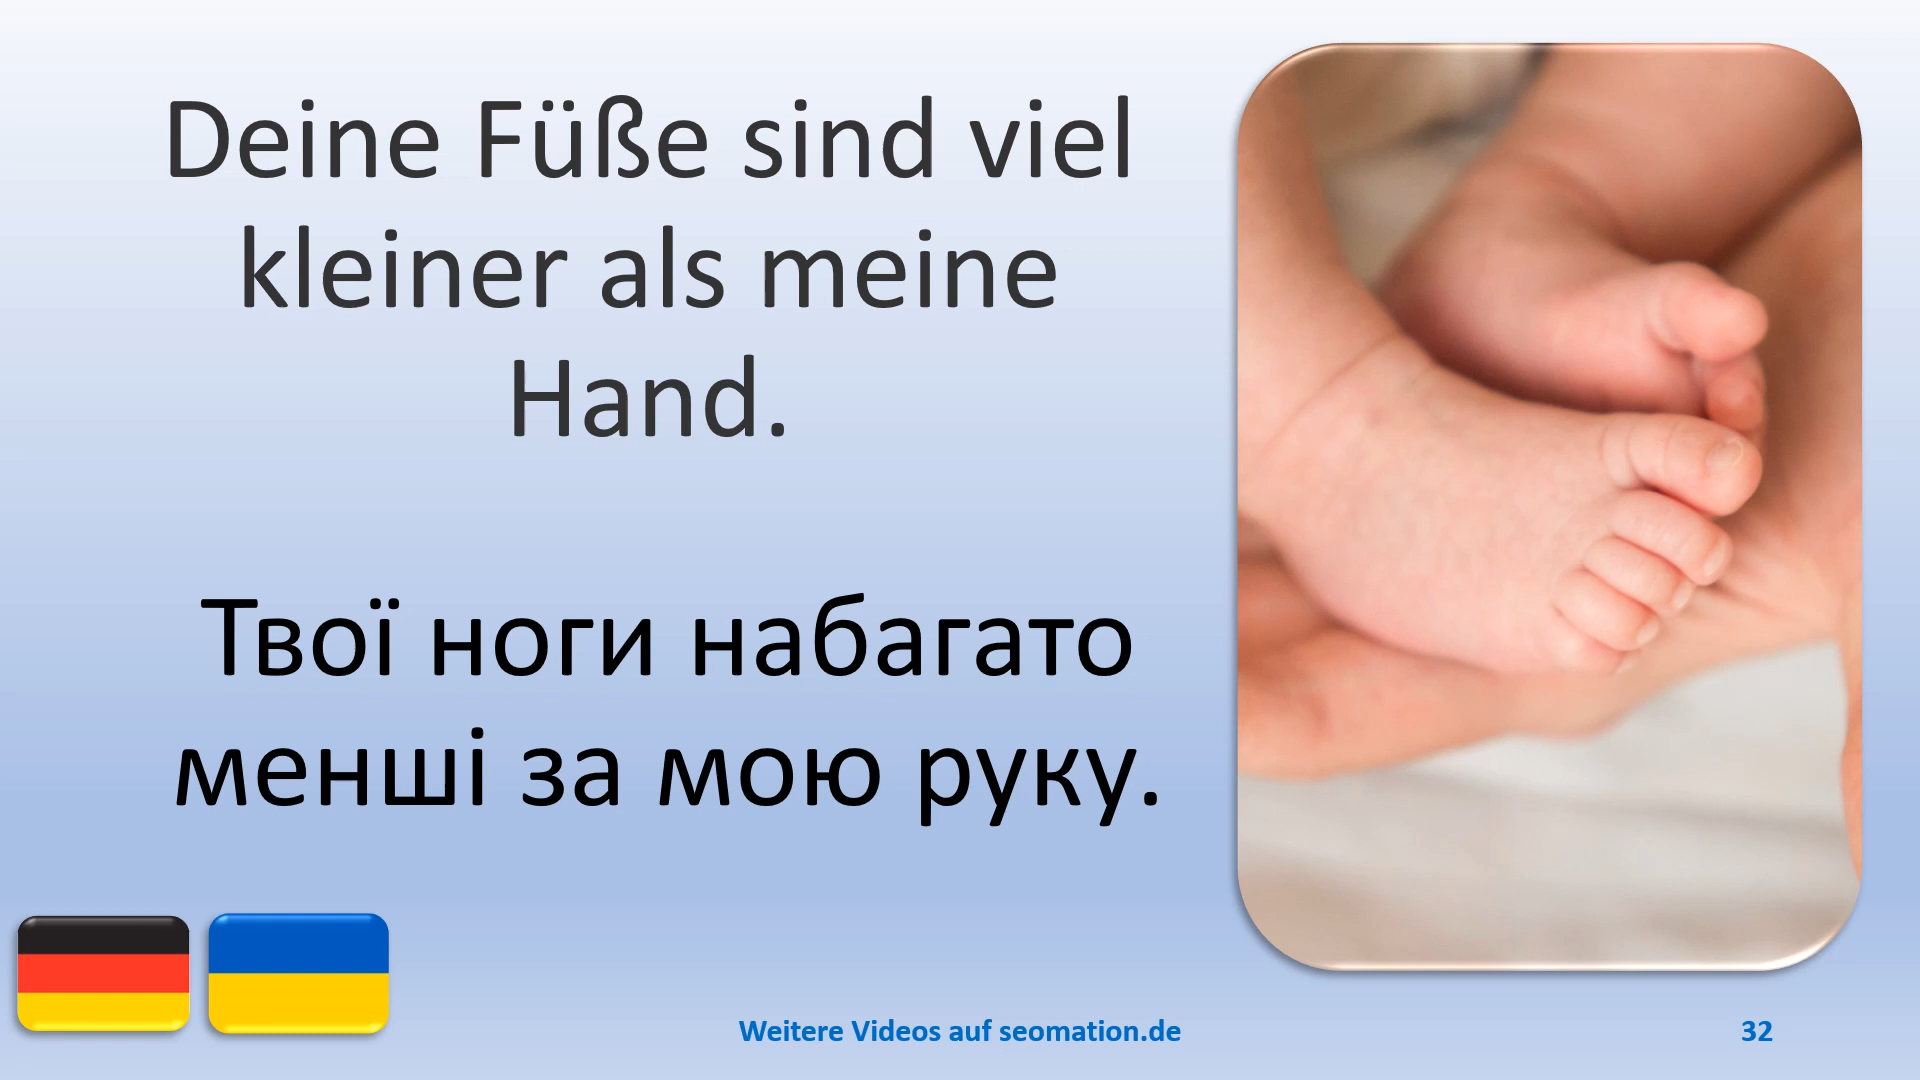 Deine Füße sind viel
kleiner als meine
Hand.
Твої ноги набагато
менші за мою руку.
Weitere Videos auf seomation.de
32